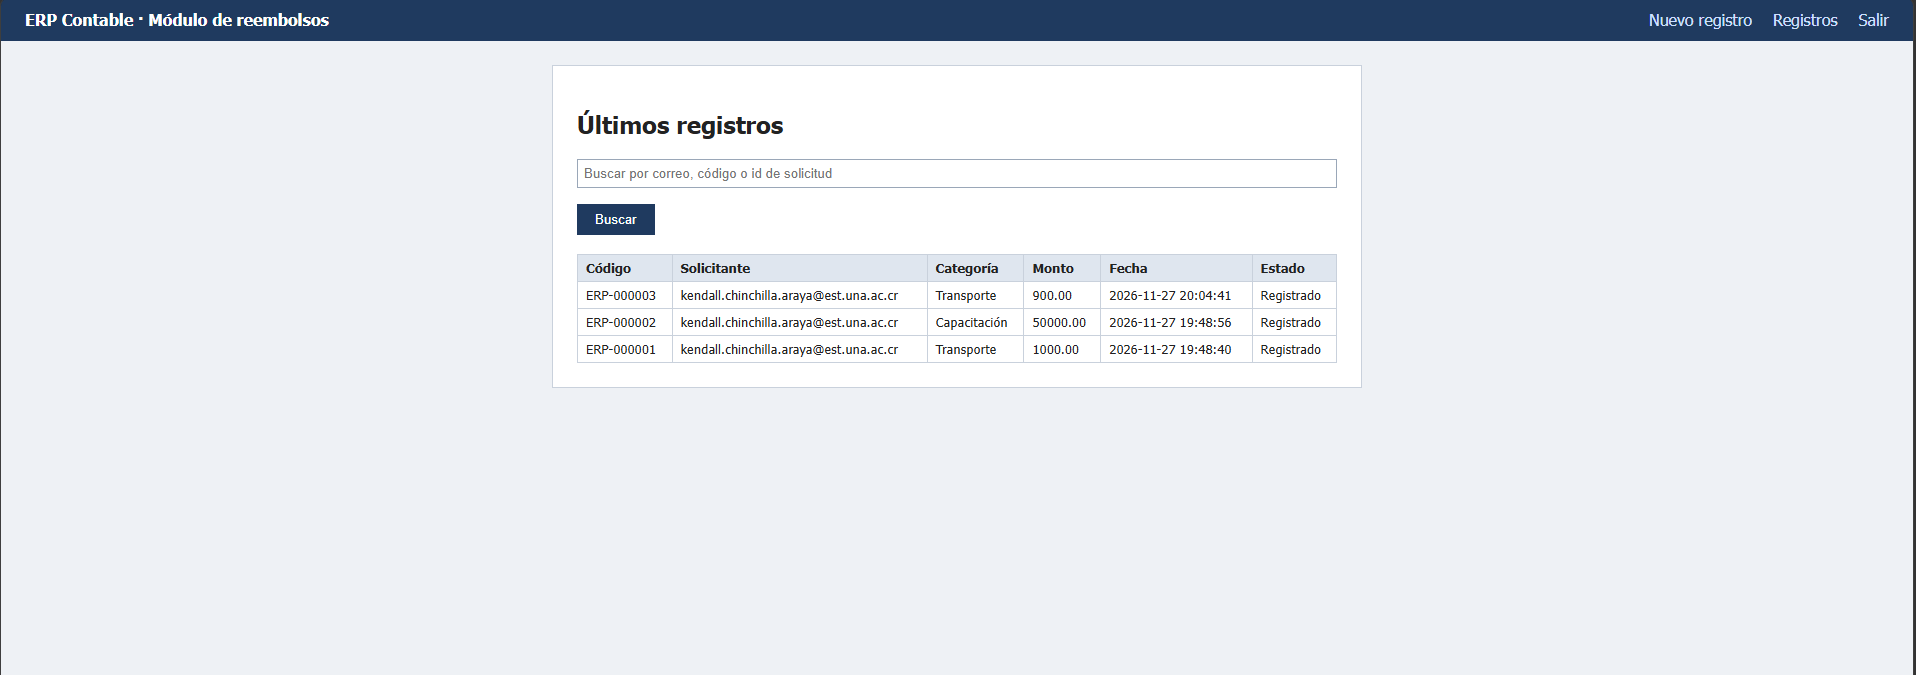 ERP Contable · Módulo de reembolsos Nuevo registro Registros Salir
Últimos registros
Buscar por correo, código o id de solicitud
Buscar
Código Solicitante Categoría Monto Fecha Estado
ERP-000003 kendall.chinchilla.araya@est.una.ac.cr Transporte 900.00 2026-11-27 20:04:41 Registrado
ERP-000002 kendall.chinchilla.araya@est.una.ac.cr Capacitación 50000.00 2026-11-27 19:48:56 Registrado
ERP-000001 kendall.chinchilla.araya@est.una.ac.cr Transporte 1000.00 2026-11-27 19:48:40 Registrado